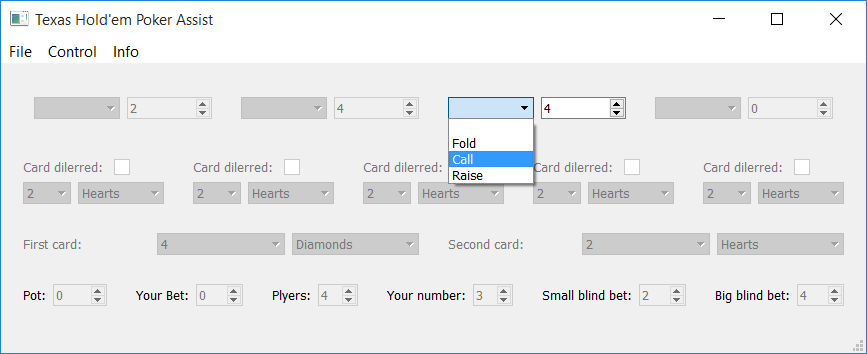 Texas Hold'em Poker Assist
File Control Info
2 4 4 0
Fold
Call
Raise
Card dilerred: Card dilerred: Card dilerred: Card dilerred: Card dilerred:
2 Hearts 2 Hearts 2 Hearts 2 Hearts 2 Hearts
First card: 4 Diamonds Second card: 2 Hearts
Pot: 0 Your Bet: 0 Plyers: 4 Your number: 3 Small blind bet: 2 Big blind bet: 4